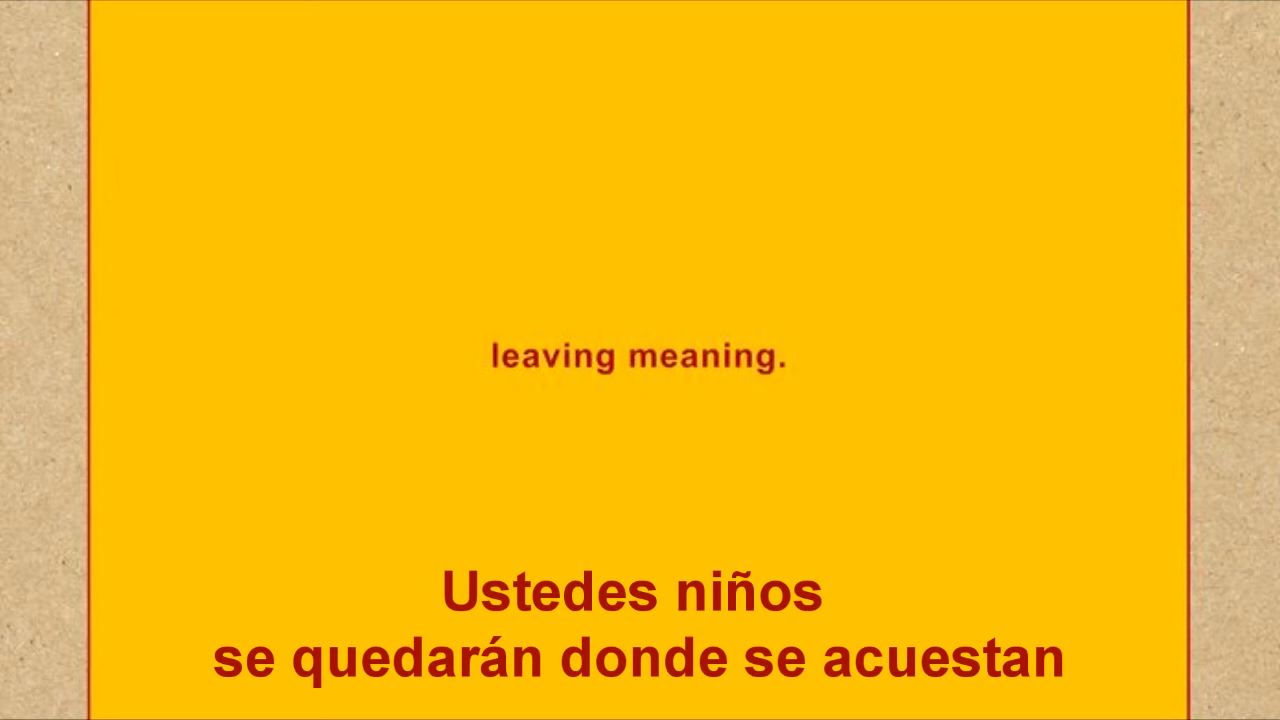 leaving meaning.
Ustedes niños
se quedarán donde se acuestan